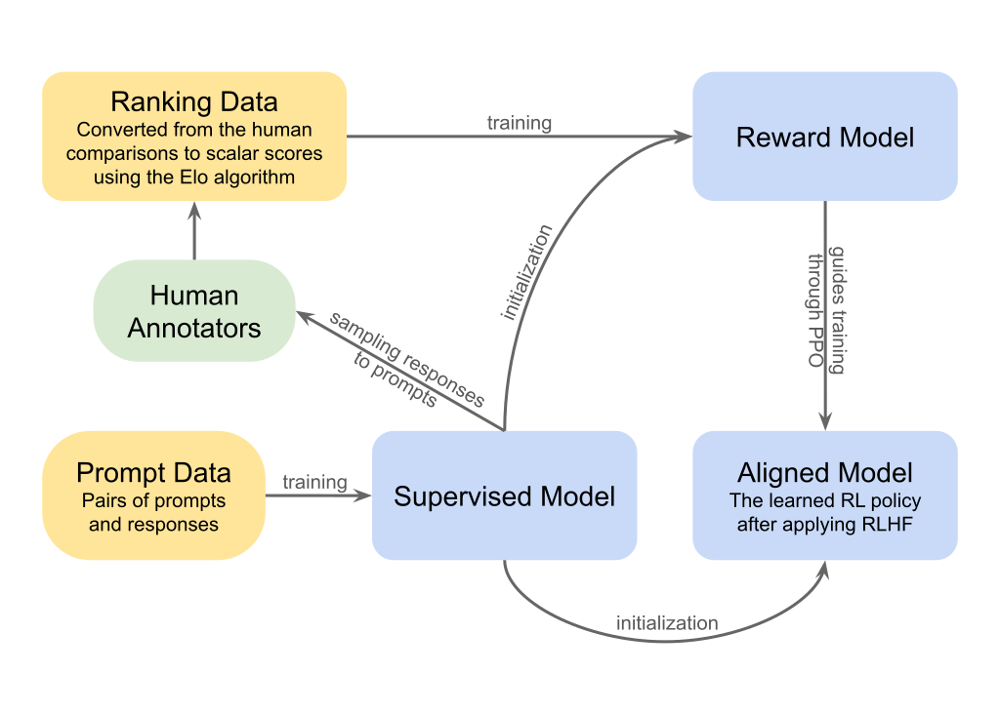 Ranking Data
Converted from the human
comparisons to scalar scores
using the Elo algorithm
training
Reward Model
initialization
guides training
through PPO
Human
Annotators
sampling responses
to prompts
Prompt Data
Pairs of prompts
and responses
training
Supervised Model
Aligned Model
The learned RL policy
after applying RLHF
initialization